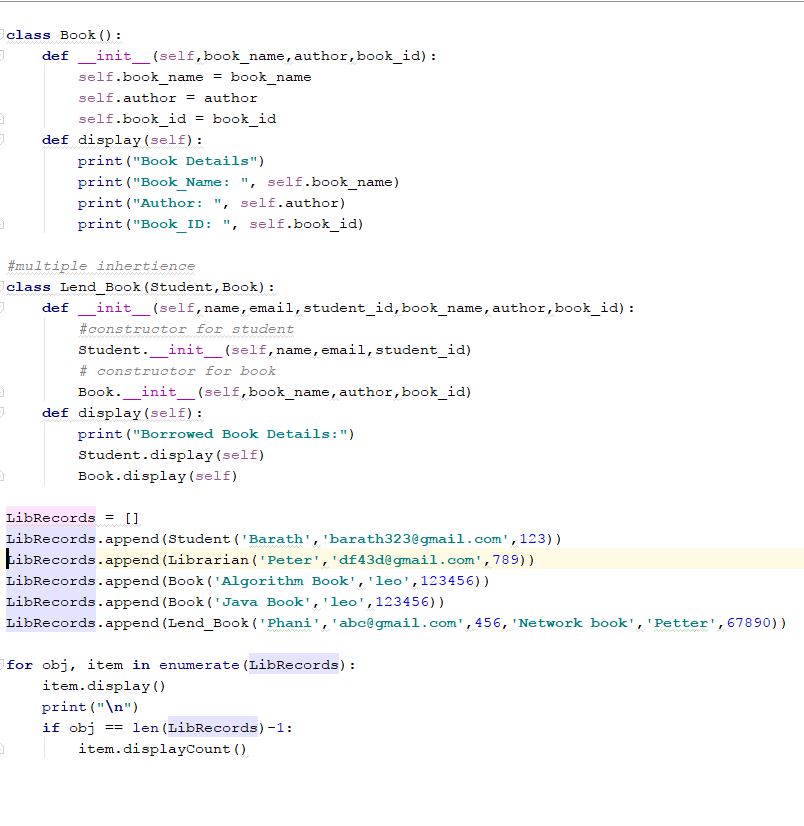 class Book():
    def __init__(self,book_name,author,book_id):
        self.book_name = book_name
        self.author = author
        self.book_id = book_id
    def display(self):
        print("Book Details")
        print("Book_Name: ", self.book_name)
        print("Author: ", self.author)
        print("Book_ID: ", self.book_id)
#multiple inhertience
class Lend_Book(Student,Book):
    def __init__(self,name,email,student_id,book_name,author,book_id):
        #constructor for student
        Student.__init__(self,name,email,student_id)
        # constructor for book
        Book.__init__(self,book_name,author,book_id)
    def display(self):
        print("Borrowed Book Details:")
        Student.display(self)
        Book.display(self)
LibRecords = []
LibRecords.append(Student('Barath','barath323@gmail.com',123))
LibRecords.append(Librarian('Peter','df43d@gmail.com',789))
LibRecords.append(Book('Algorithm Book','leo',123456))
LibRecords.append(Book('Java Book','leo',123456))
LibRecords.append(Lend_Book('Phani','abc@gmail.com',456,'Network book','Petter',67890))
for obj, item in enumerate(LibRecords):
    item.display()
    print("\n")
    if obj == len(LibRecords)-1:
        item.displayCount()